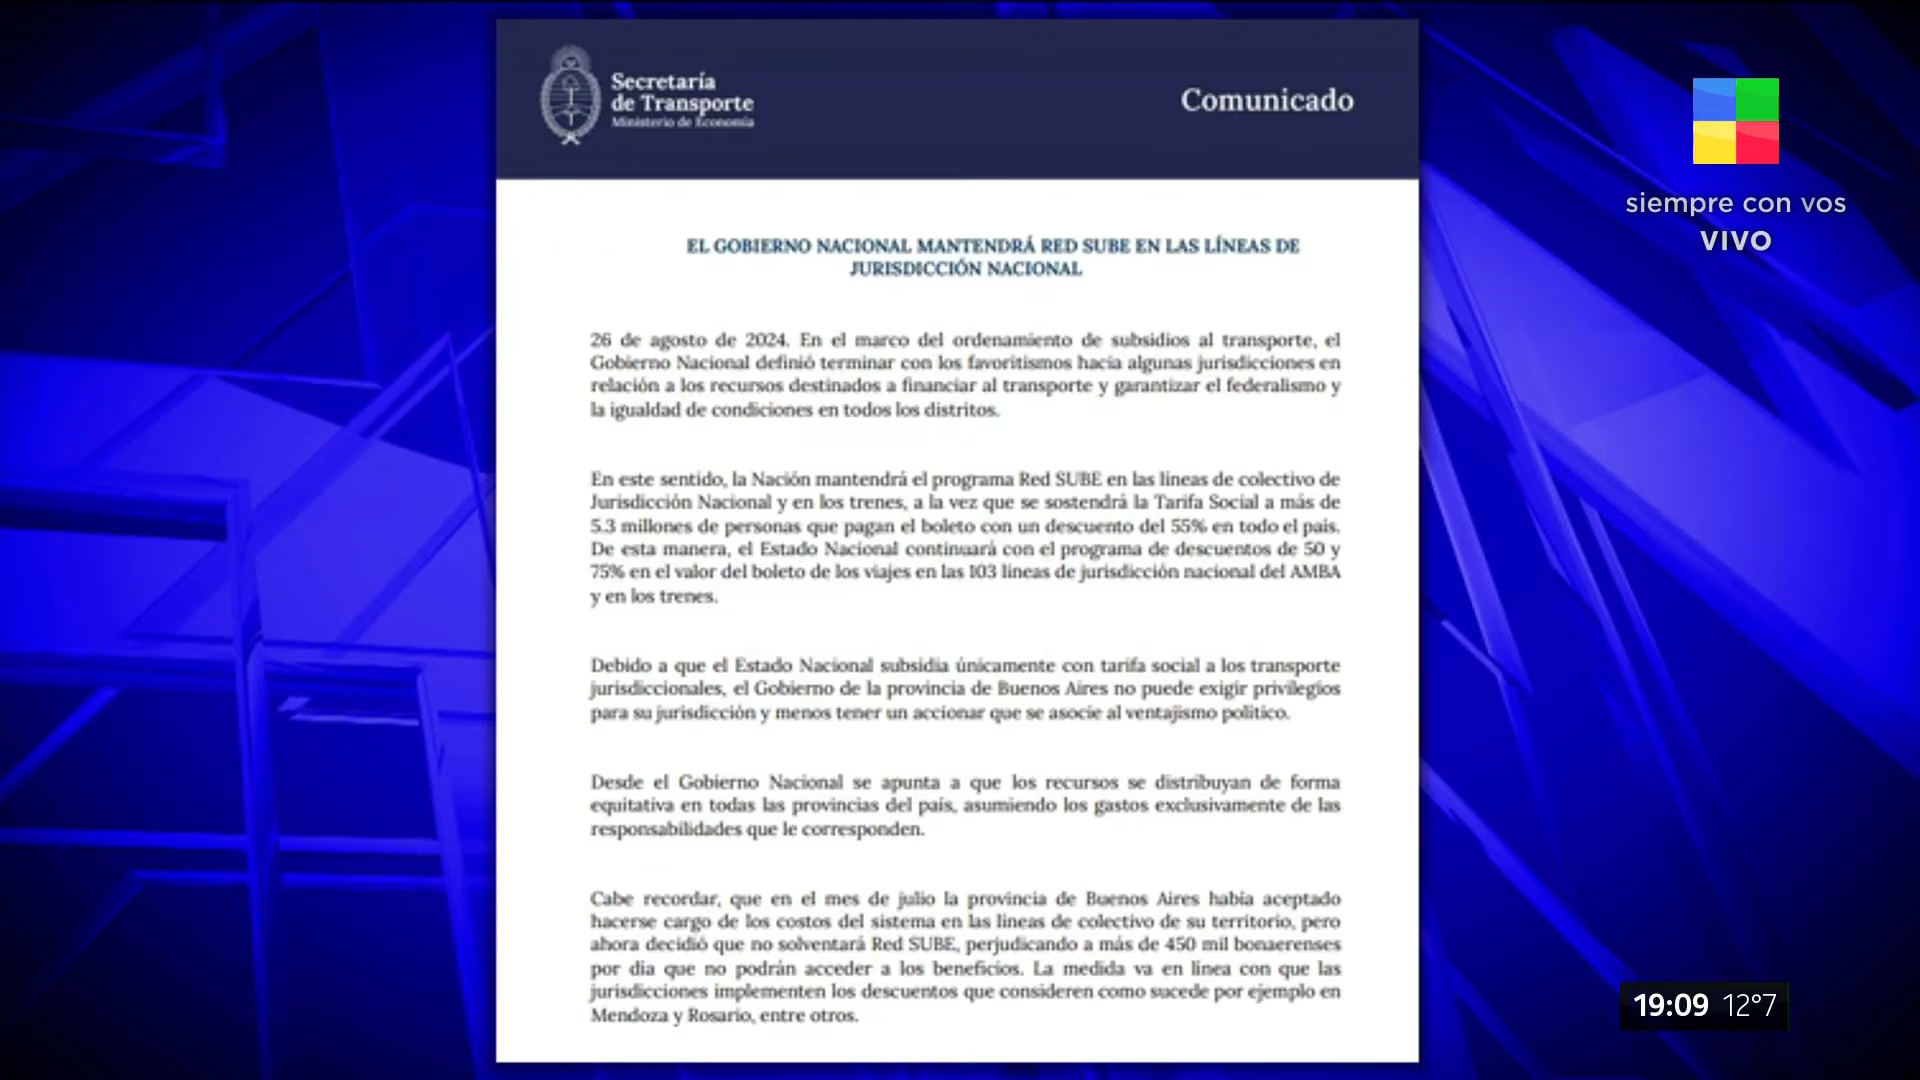 Secretaría
de Transporte
Ministerio de Economía
Comunicado
siempre con vos
VIVO
EL GOBIERNO NACIONAL MANTENDRÁ RED SUBE EN LAS LÍNEAS DE
JURISDICCIÓN NACIONAL
26 de agosto de 2024. En el marco del ordenamiento de subsidios al transporte, el
Gobierno Nacional definió terminar con los favoritismos hacia algunas jurisdicciones en
relación a los recursos destinados a financiar al transporte y garantizar el federalismo y
la igualdad de condiciones en todos los distritos.
En este sentido, la Nación mantendrá el programa Red SUBE en las líneas de colectivo de
Jurisdicción Nacional y en los trenes, a la vez que se sostendrá la Tarifa Social a más de
5.3 millones de personas que pagan el boleto con un descuento del 55% en todo el país.
De esta manera, el Estado Nacional continuará con el programa de descuentos de 50 y
75% en el valor del boleto de los viajes en las 103 líneas de jurisdicción nacional del AMBA
y en los trenes.
Debido a que el Estado Nacional subsidia únicamente con tarifa social a los transporte
jurisdiccionales, el Gobierno de la provincia de Buenos Aires no puede exigir privilegios
para su jurisdicción y menos tener un accionar que se asocie al ventajismo político.
Desde el Gobierno Nacional se apunta a que los recursos se distribuyan de forma
equitativa en todas las provincias del país, asumiendo los gastos exclusivamente de las
responsabilidades que le corresponden.
Cabe recordar, que en el mes de julio la provincia de Buenos Aires había aceptado
hacerse cargo de los costos del sistema en las líneas de colectivo de su territorio, pero
ahora decidió que no solventará Red SUBE, perjudicando a más de 450 mil bonaerenses
por día que no podrán acceder a los beneficios. La medida va en línea con que las
jurisdicciones implementen los descuentos que consideren como sucede por ejemplo en
Mendoza y Rosario, entre otros.
19:09 12°7